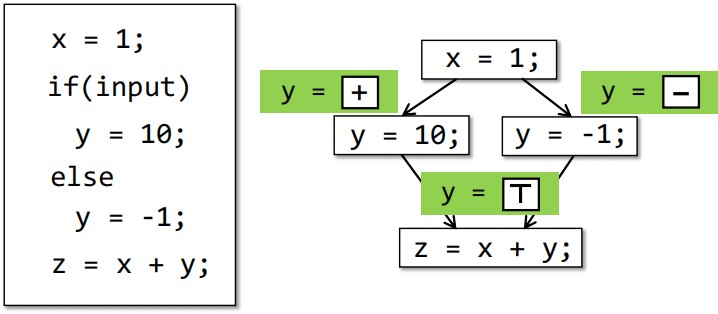 x = 1;
if(input)
y = 10;
else
y = -1;
z = x + y;
x = 1;
y = +
y = −
y = 10;
y = -1;
y = ⊤
z = x + y;